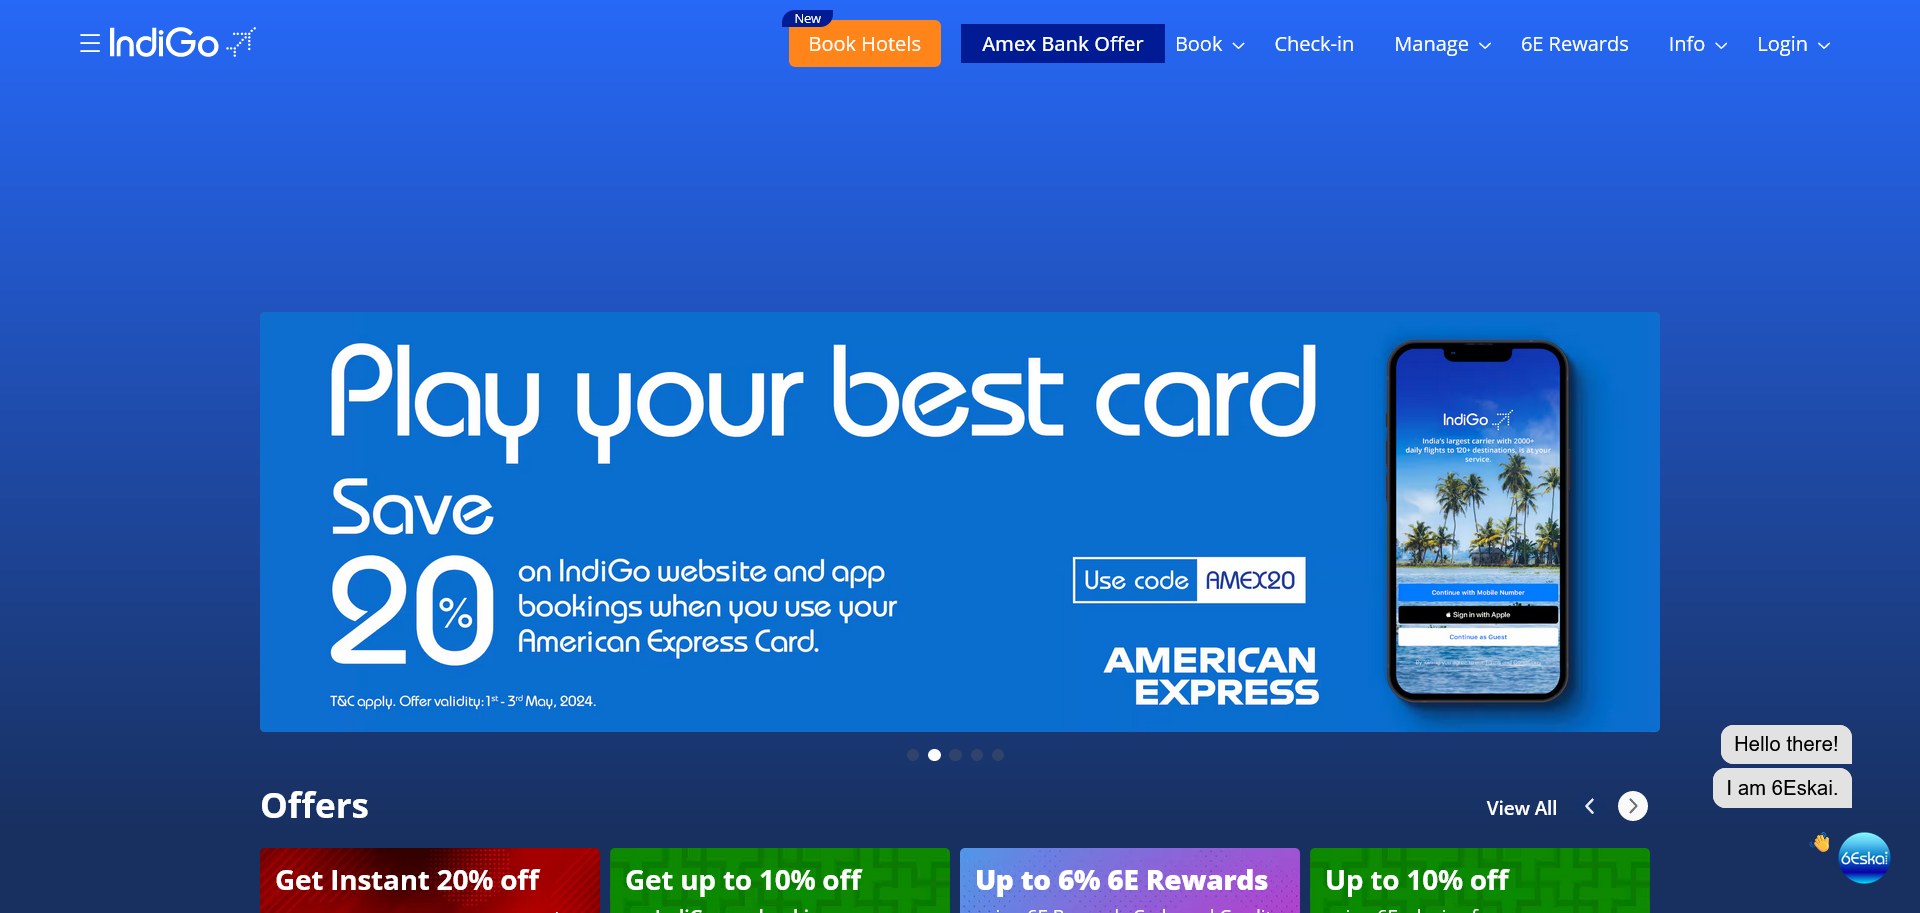 IndiGo
New
Book Hotels
Amex Bank Offer
Book
Check-in
Manage
6E Rewards
Info
Login
Play your best card
Save
20%
on IndiGo website and app
bookings when you use your
American Express Card.
T&C apply. Offer validity: 1st - 3rd May, 2024.
Use code AMEX20
AMERICAN
EXPRESS
IndiGo
India's largest carrier with 2000+
daily flights to 120+ destinations, is at your
service.
Continue with Mobile Number
Sign in with Apple
Continue as Guest
Hello there!
I am 6Eskai.
6Eskai
Offers
View All
Get Instant 20% off
Get up to 10% off
Up to 6% 6E Rewards
Up to 10% off